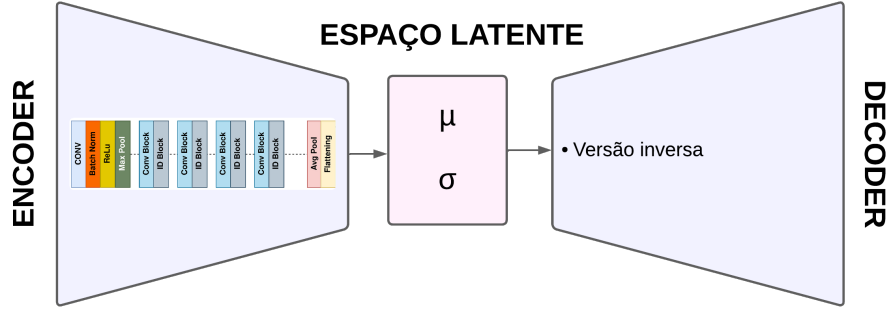 ESPAÇO LATENTE
ENCODER
CONV
Batch Norm
ReLu
Max Pool
Conv Block
ID Block
Conv Block
ID Block
Conv Block
ID Block
Conv Block
ID Block
Avg Pool
Flattening
μ
σ
• Versão inversa
DECODER